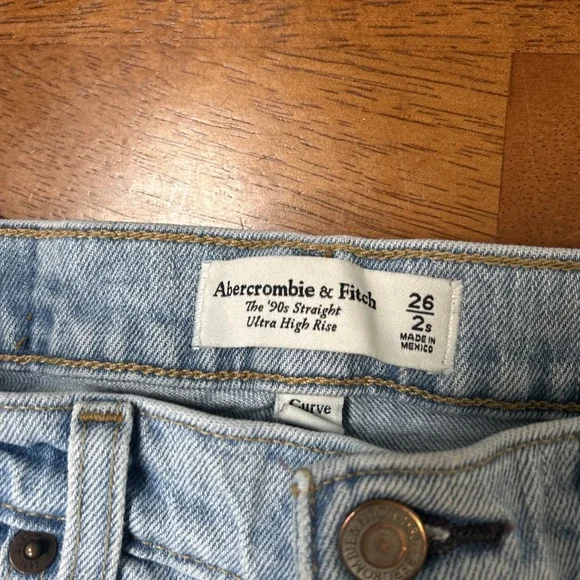 Abercrombie & Fitch
The '90s Straight
Ultra High Rise
26
2s
MADE IN
MEXICO
Curve